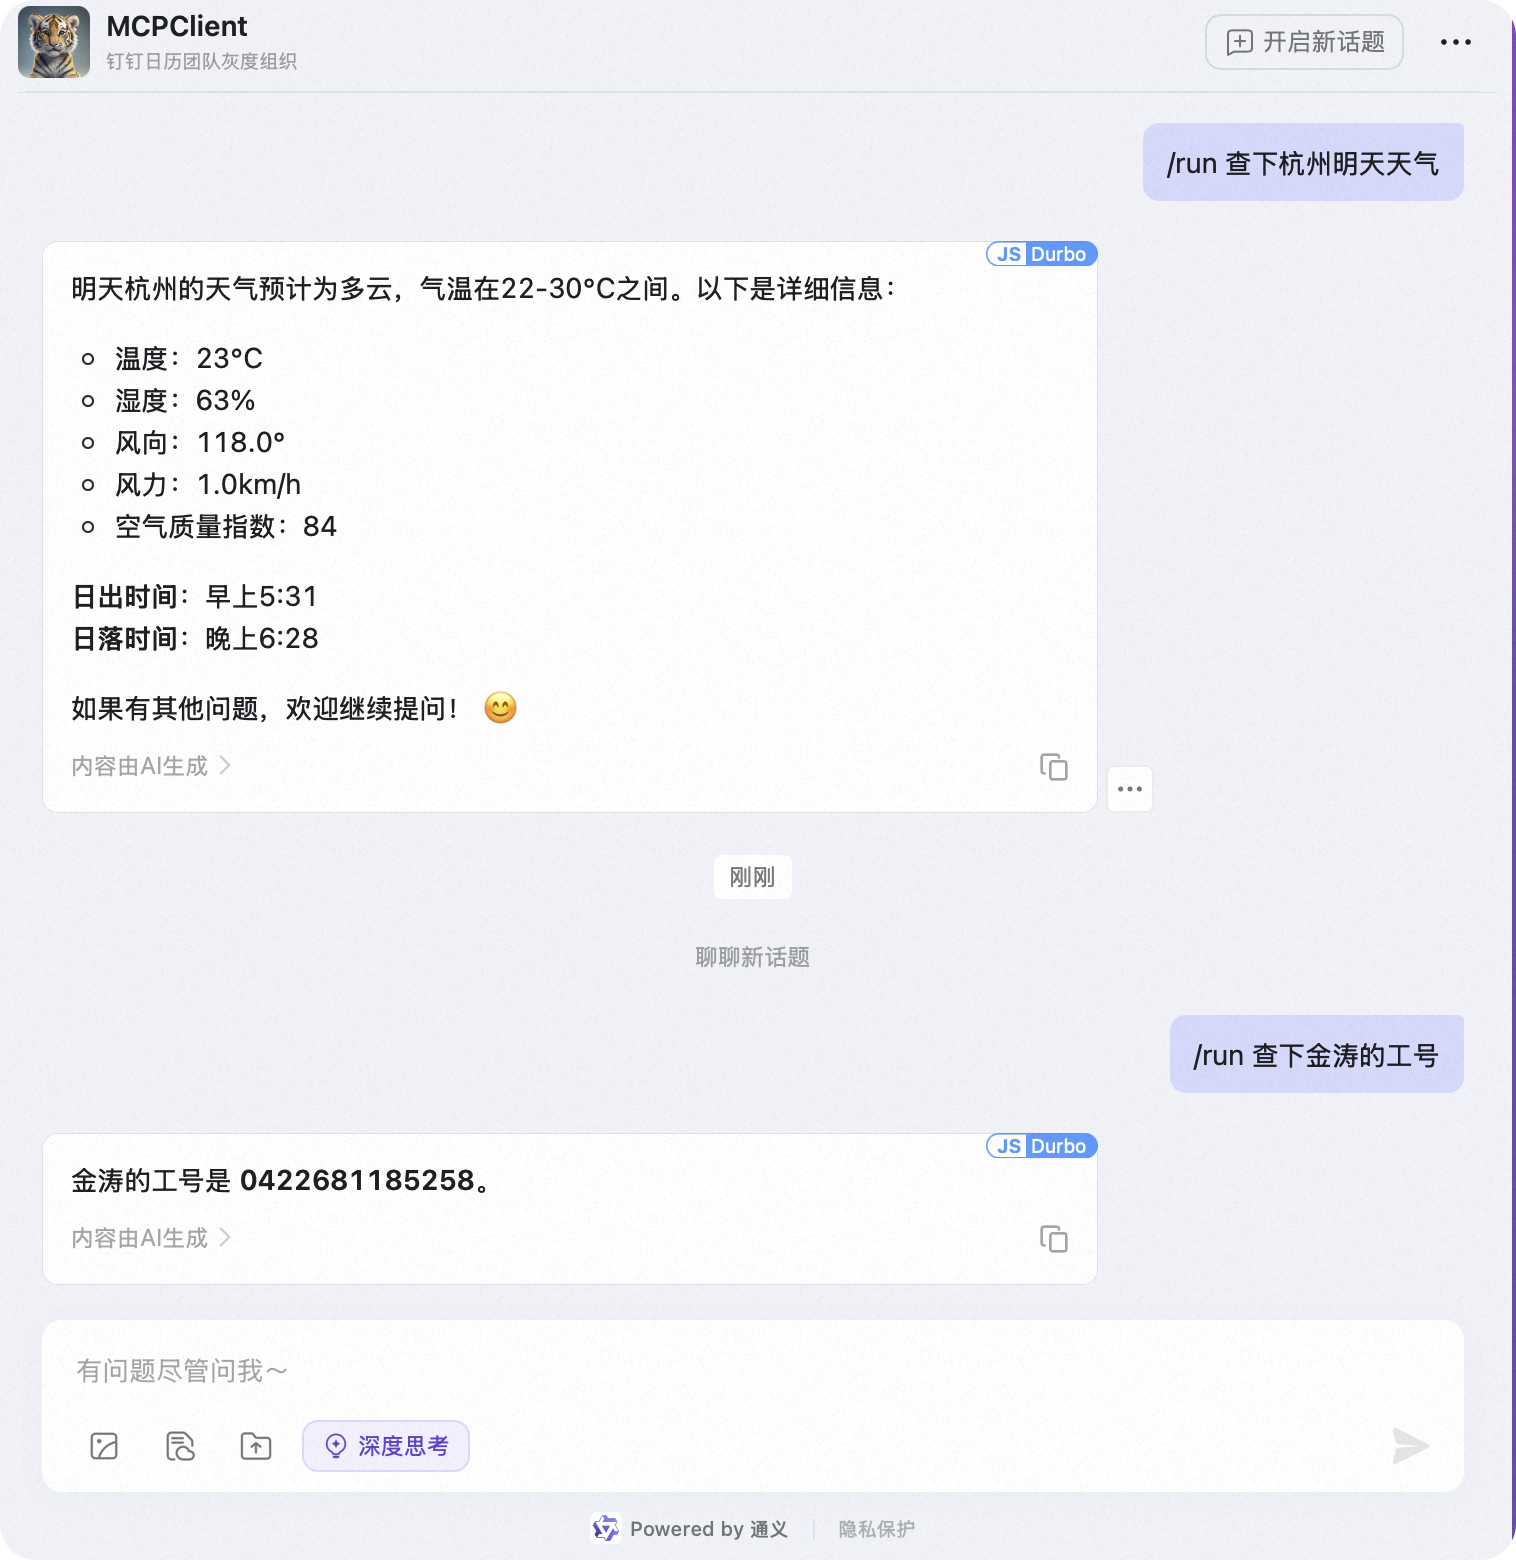 MCPClient
钉钉日历团队灰度组织
开启新话题
/run 查下杭州明天天气
JS Durbo
明天杭州的天气预计为多云，气温在22-30°C之间。以下是详细信息：
温度：23°C
湿度：63%
风向：118.0°
风力：1.0km/h
空气质量指数：84
日出时间：早上5:31
日落时间：晚上6:28
如果有其他问题，欢迎继续提问！ 😊
内容由AI生成
刚刚
聊聊新话题
/run 查下金涛的工号
JS Durbo
金涛的工号是 0422681185258。
内容由AI生成
有问题尽管问我～
深度思考
Powered by 通义
隐私保护